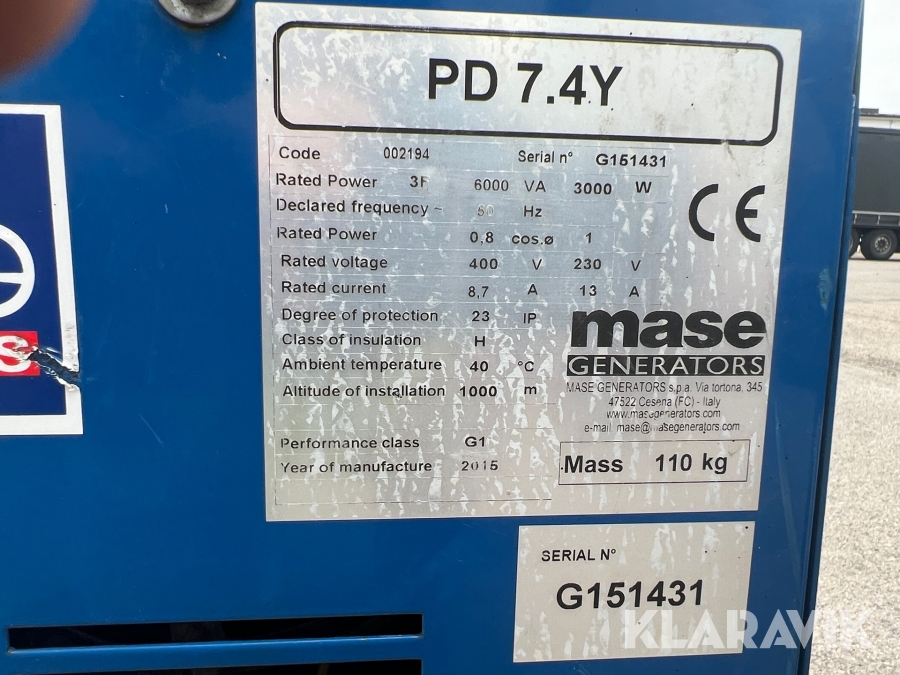 PD 7.4Y
Code 002194 Serial n° G151431
Rated Power 3F 6000 VA 3000 W
Declared frequency ~ 50 Hz
Rated Power 0,8 cos.ø 1
Rated voltage 400 V 230 V
Rated current 8,7 A 13 A
Degree of protection 23 IP
Class of insulation H
Ambient temperature 40 °C
Altitude of installation 1000 m
Performance class G1
Year of manufacture 2015
CE
mase
GENERATORS
MASE GENERATORS s.p.a. Via tortona, 345
47522 Cesena (FC) - Italy
www.masegenerators.com
e-mail mase@masegenerators.com
Mass 110 kg
S
SERIAL N°
G151431
KLARAVIK